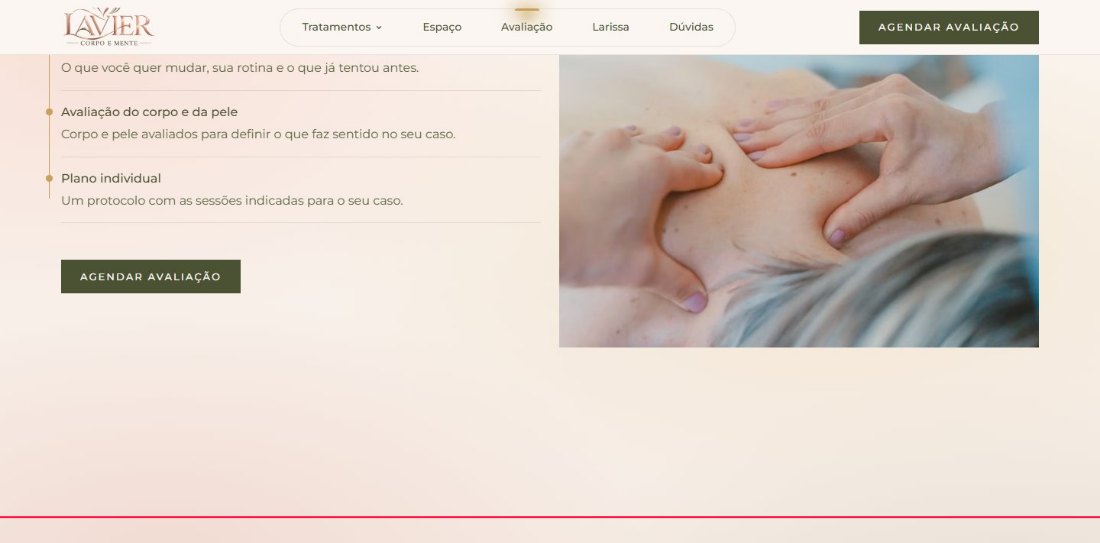 LAVIER
CORPO E MENTE
Tratamentos
Espaço
Avaliação
Larissa
Dúvidas
AGENDAR AVALIAÇÃO
O que você quer mudar, sua rotina e o que já tentou antes.
Avaliação do corpo e da pele
Corpo e pele avaliados para definir o que faz sentido no seu caso.
Plano individual
Um protocolo com as sessões indicadas para o seu caso.
AGENDAR AVALIAÇÃO